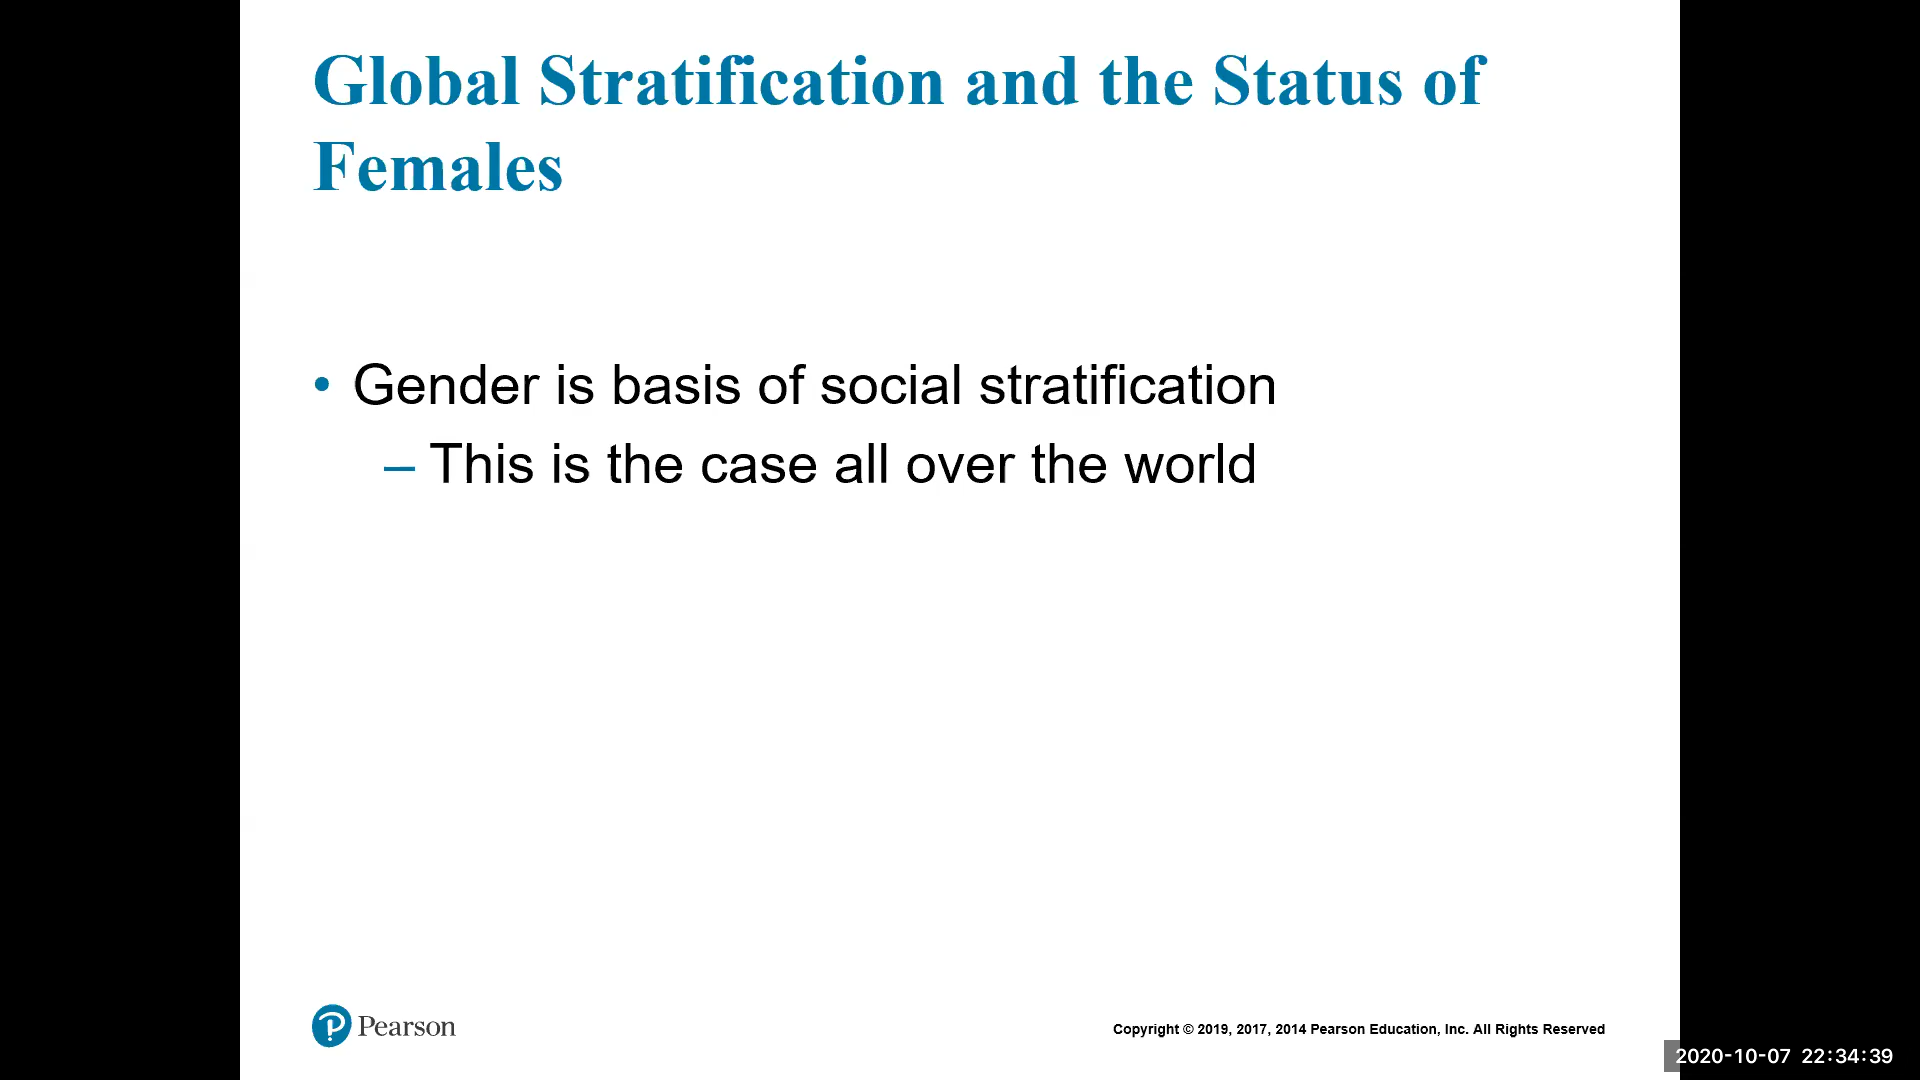 Global Stratification and the Status of
Females
• Gender is basis of social stratification
– This is the case all over the world
Pearson
Copyright © 2019, 2017, 2014 Pearson Education, Inc. All Rights Reserved
2020-10-07 22:34:39